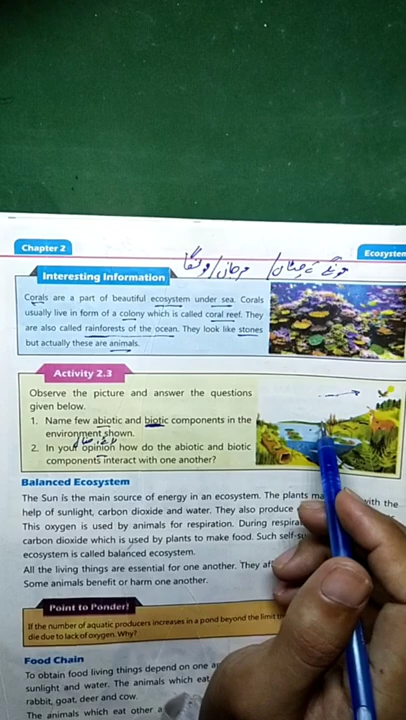 Chapter 2
Ecosystem
مونگے کے چٹان / مرجان / مونگا
Interesting Information
Corals are a part of beautiful ecosystem under sea. Corals
usually live in form of a colony which is called coral reef. They
are also called rainforests of the ocean. They look like stones
but actually these are animals.
Activity 2.3
Observe the picture and answer the questions
given below.
1. Name few abiotic and biotic components in the
environment shown.
2. In your opinion how do the abiotic and biotic
components interact with one another?
Balanced Ecosystem
The Sun is the main source of energy in an ecosystem. The plants with the
help of sunlight, carbon dioxide and water. They also produce
This oxygen is used by animals for respiration. During
carbon dioxide which is used by plants to make food. Such
ecosystem is called balanced ecosystem.
All the living things are essential for one another. They
Some animals benefit or harm one another.
Point to Ponder!
If the number of aquatic producers increases in a pond beyond the limit
die due to lack of oxygen. Why?
Food Chain
To obtain food living things depend on one
sunlight and water. The animals which eat
rabbit, goat, deer and cow.
The animals which eat other